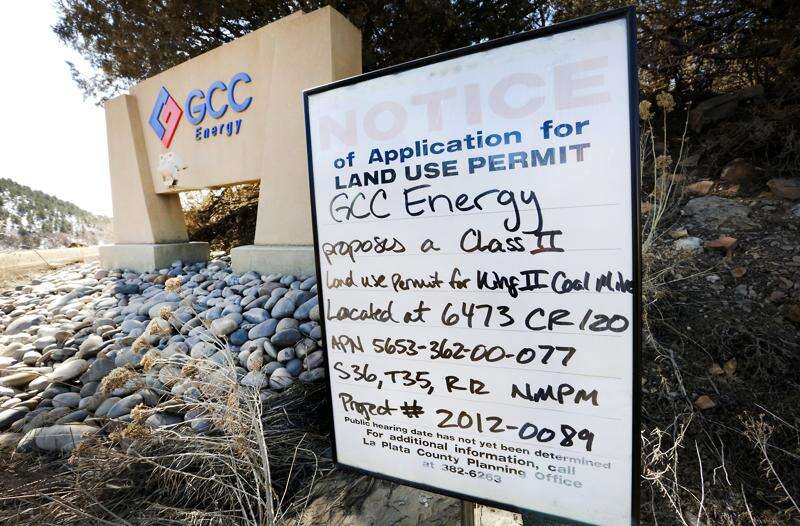 GCC
Energy
NOTICE
of Application for
LAND USE PERMIT
GCC Energy
proposes a Class II
Land use Permit for King II Coal Mine
Located at 6473 CR 120
APN 5653-362-00-077
S36, T35, R12 NMPM
Project # 2012-0089
Public hearing date has not yet been determined
For additional information, call
La Plata County Planning Office
at 382-6263